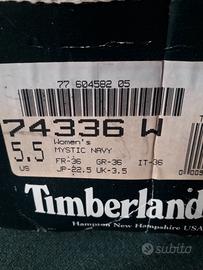 77 604582 05
74336 W
5.5
US
Women's
MYSTIC NAVY
FR-36 GR-36 IT-36
JP-22.5 UK-3.5
Timberland
Hampton New Hampshire USA
subito